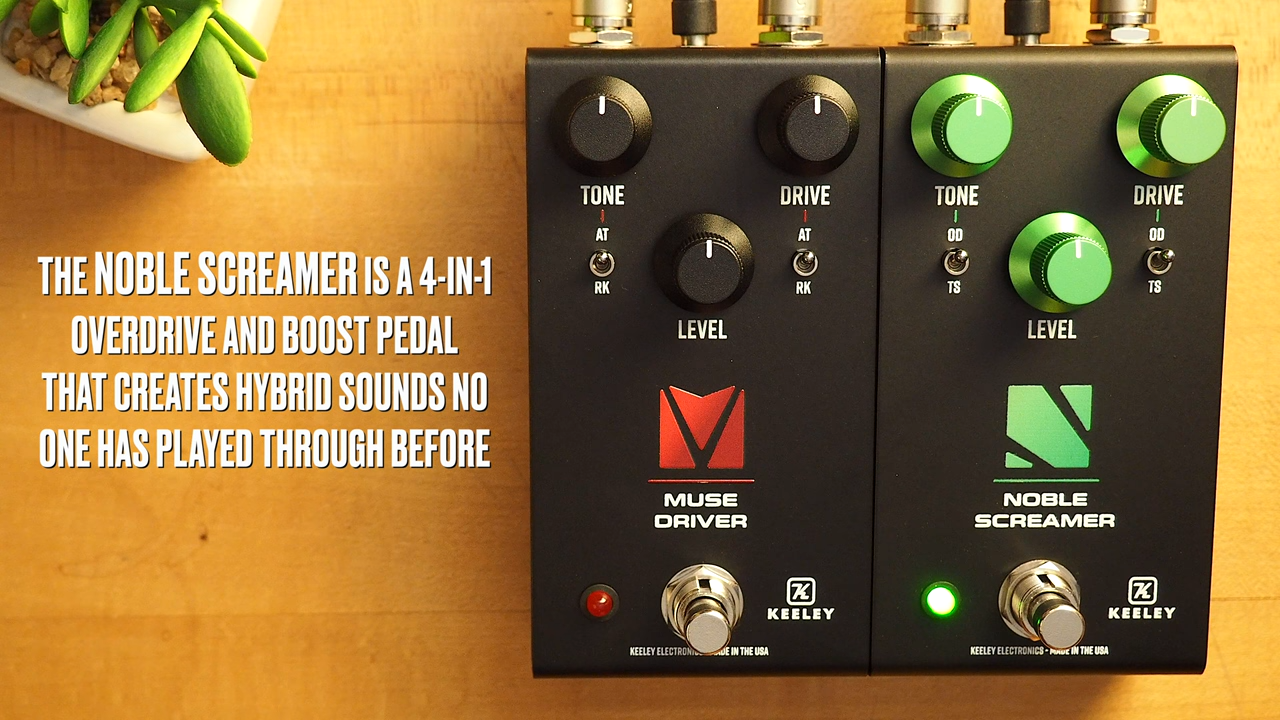 THE NOBLE SCREAMER IS A 4-IN-1
OVERDRIVE AND BOOST PEDAL
THAT CREATES HYBRID SOUNDS NO
ONE HAS PLAYED THROUGH BEFORE
TONE
DRIVE
AT
AT
RK
RK
LEVEL
MUSE
DRIVER
KEELEY
KEELEY ELECTRONICS MADE IN THE USA
TONE
DRIVE
OD
OD
TS
TS
LEVEL
NOBLE
SCREAMER
KEELEY
KEELEY ELECTRONICS - MADE IN THE USA